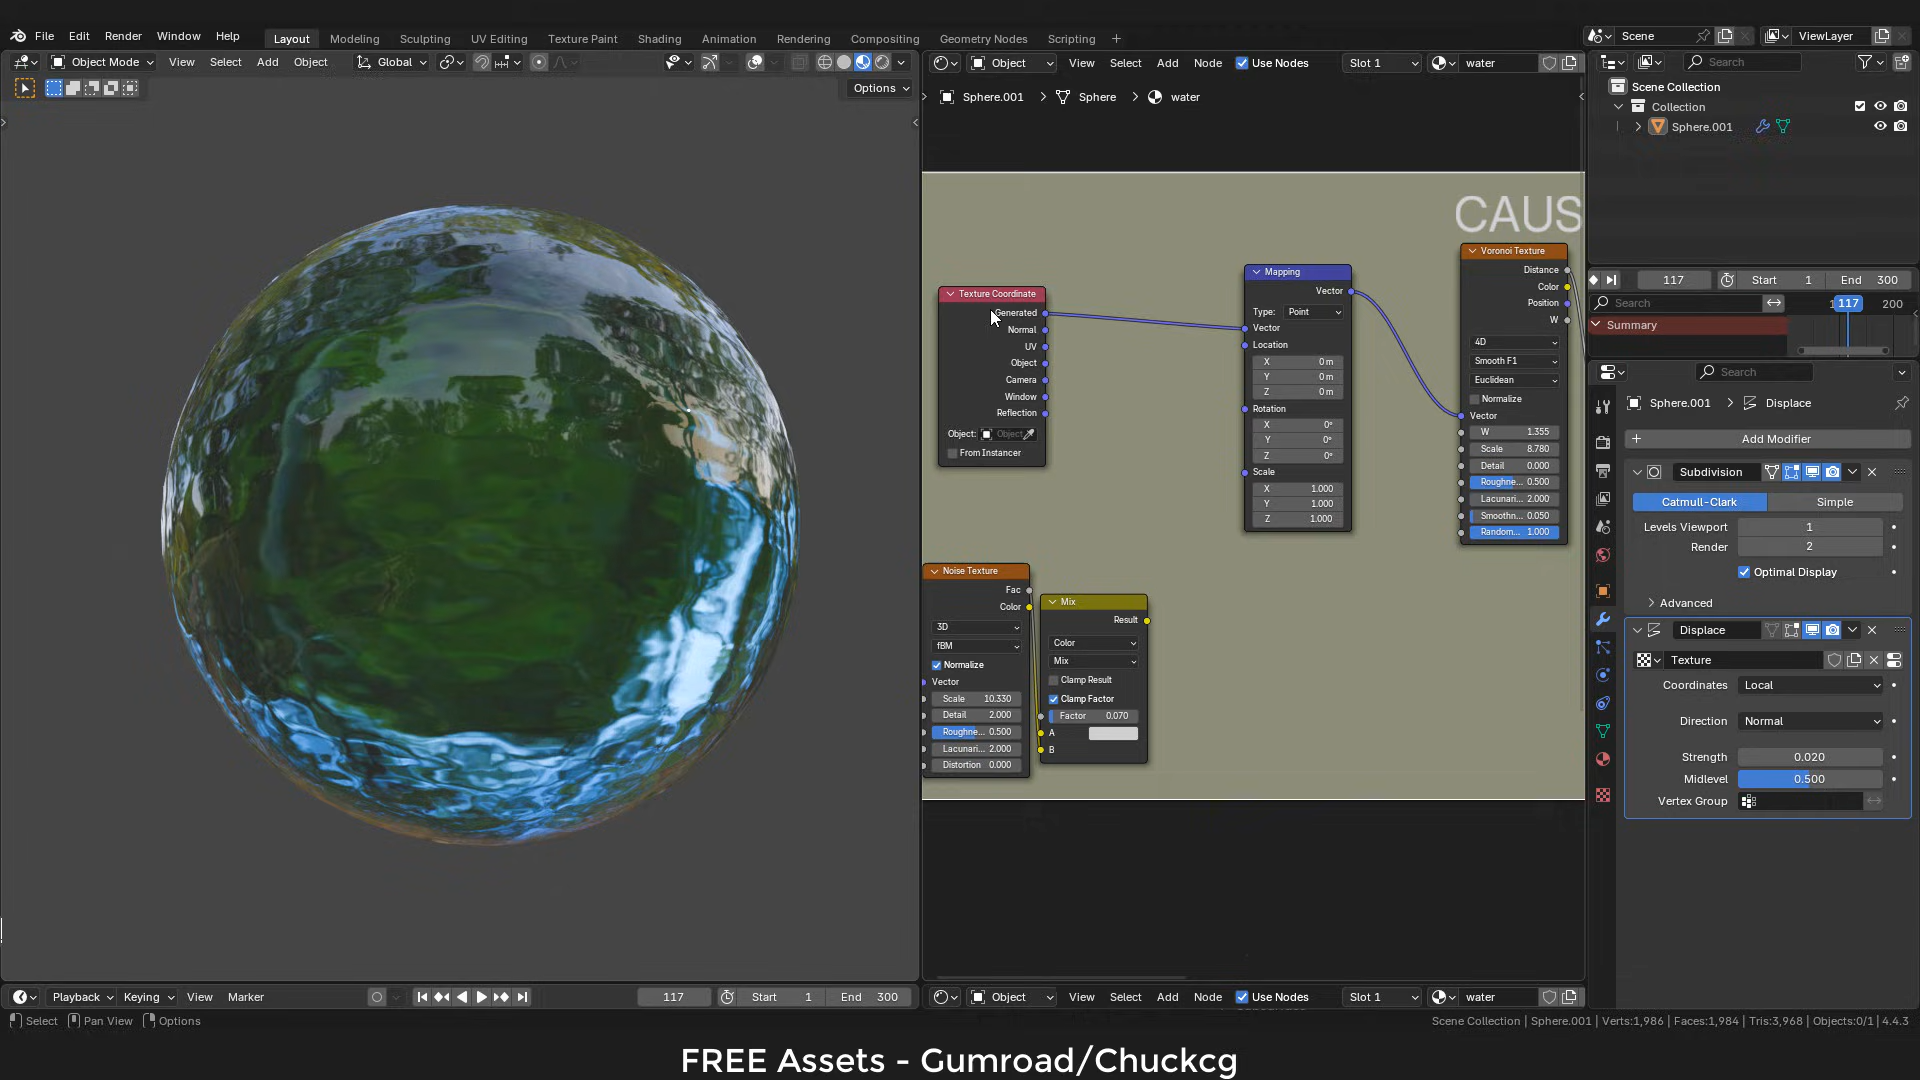 File Edit Render Window Help
Layout Modeling Sculpting UV Editing Texture Paint Shading Animation Rendering Compositing Geometry Nodes Scripting +
Scene ViewLayer
Object Mode View Select Add Object Global
Object View Select Add Node Use Nodes Slot 1 water
Search
Options
Sphere.001 > Sphere > water
Scene Collection
Collection
Sphere.001
CAUS
Texture Coordinate
Generated
Normal
UV
Object
Camera
Window
Reflection
Object: Object
From Instancer
Mapping
Vector
Type: Point
Vector
Location
X 0 m
Y 0 m
Z 0 m
Rotation
X 0°
Y 0°
Z 0°
Scale
X 1.000
Y 1.000
Z 1.000
Voronoi Texture
Distance
Color
Position
W
4D
Smooth F1
Euclidean
Normalize
Vector
W 1.355
Scale 8.780
Detail 0.000
Roughne... 0.500
Lacunari... 2.000
Smoothn... 0.050
Random... 1.000
Noise Texture
Fac
Color
3D
fBM
Normalize
Vector
Scale 10.330
Detail 2.000
Roughne... 0.500
Lacunari... 2.000
Distortion 0.000
Mix
Result
Color
Mix
Clamp Result
Clamp Factor
Factor 0.070
A
B
117 Start 1 End 300
Search 117 200
Summary
Search
Sphere.001 > Displace
+ Add Modifier
Subdivision
Catmull-Clark Simple
Levels Viewport 1
Render 2
Optimal Display
Advanced
Displace
Texture
Coordinates Local
Direction Normal
Strength 0.020
Midlevel 0.500
Vertex Group
Playback Keying View Marker 117 Start 1 End 300
Object View Select Add Node Use Nodes Slot 1 water
Select Pan View Options
Scene Collection | Sphere.001 | Verts:1,986 | Faces:1,984 | Tris:3,968 | Objects:0/1 | 4.4.3
FREE Assets - Gumroad/Chuckcg